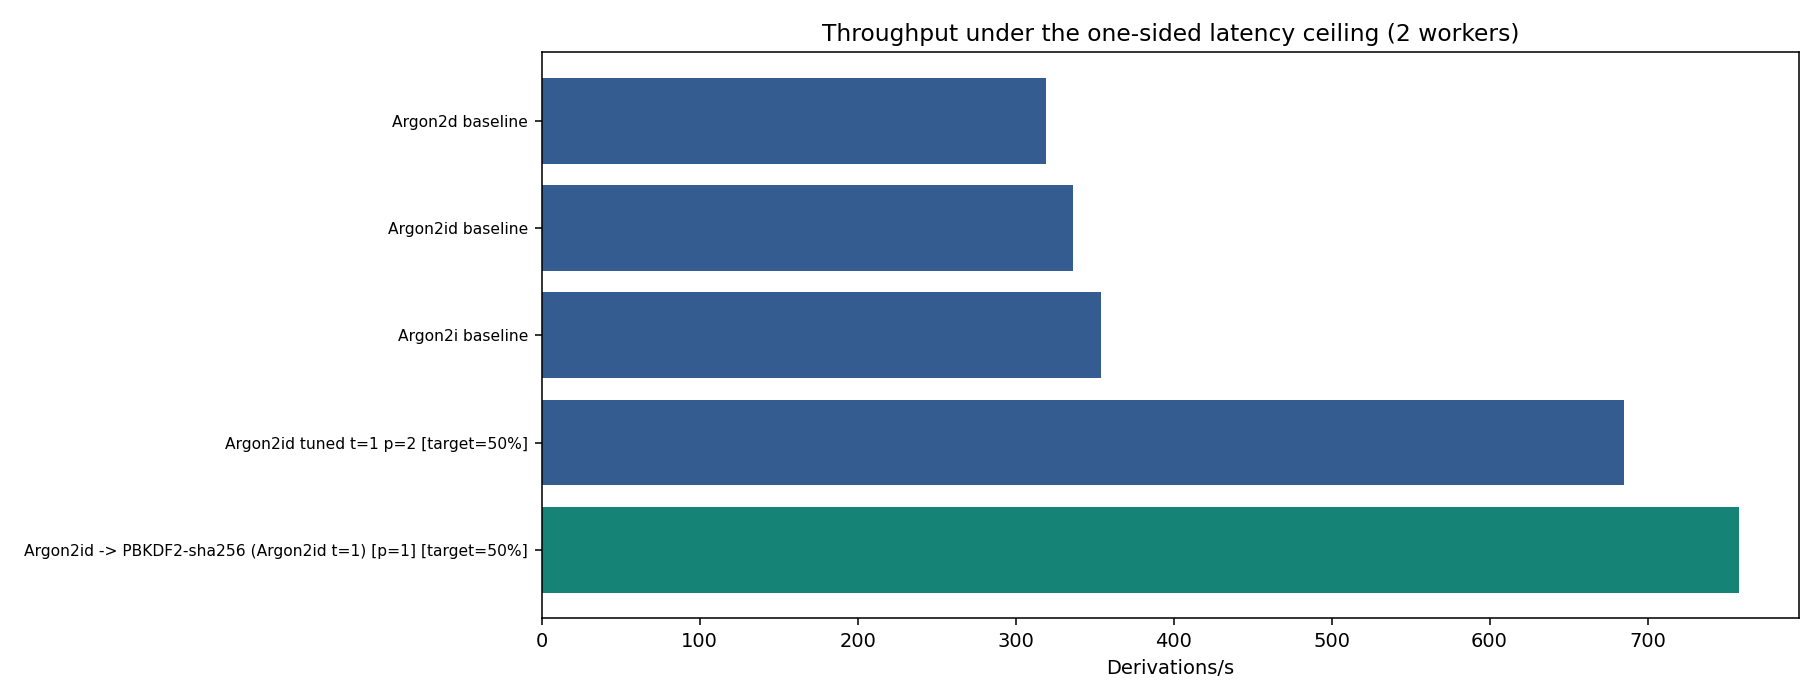 Throughput under the one-sided latency ceiling (2 workers)
Argon2d baseline
Argon2id baseline
Argon2i baseline
Argon2id tuned t=1 p=2 [target=50%]
Argon2id -> PBKDF2-sha256 (Argon2id t=1) [p=1] [target=50%]
0 100 200 300 400 500 600 700
Derivations/s